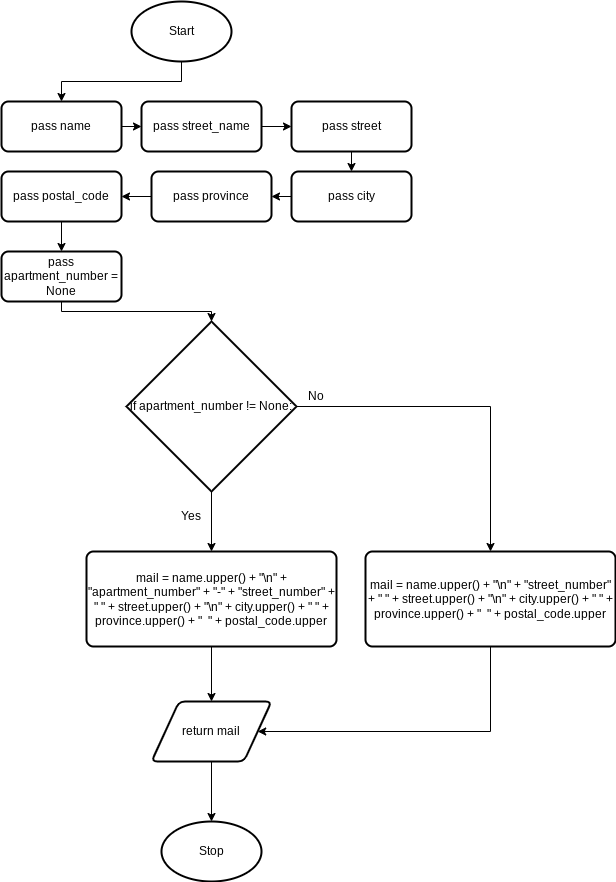 Start
pass name
pass street_name
pass street
pass postal_code
pass province
pass city
pass
apartment_number =
None
if apartment_number != None:
No
Yes
mail = name.upper() + "\n" +
"apartment_number" + "-" + "street_number" +
" " + street.upper() + "\n" + city.upper() + " " +
province.upper() + "  " + postal_code.upper
mail = name.upper() + "\n" + "street_number"
+ " " + street.upper() + "\n" + city.upper() + " " +
province.upper() + "  " + postal_code.upper
return mail
Stop